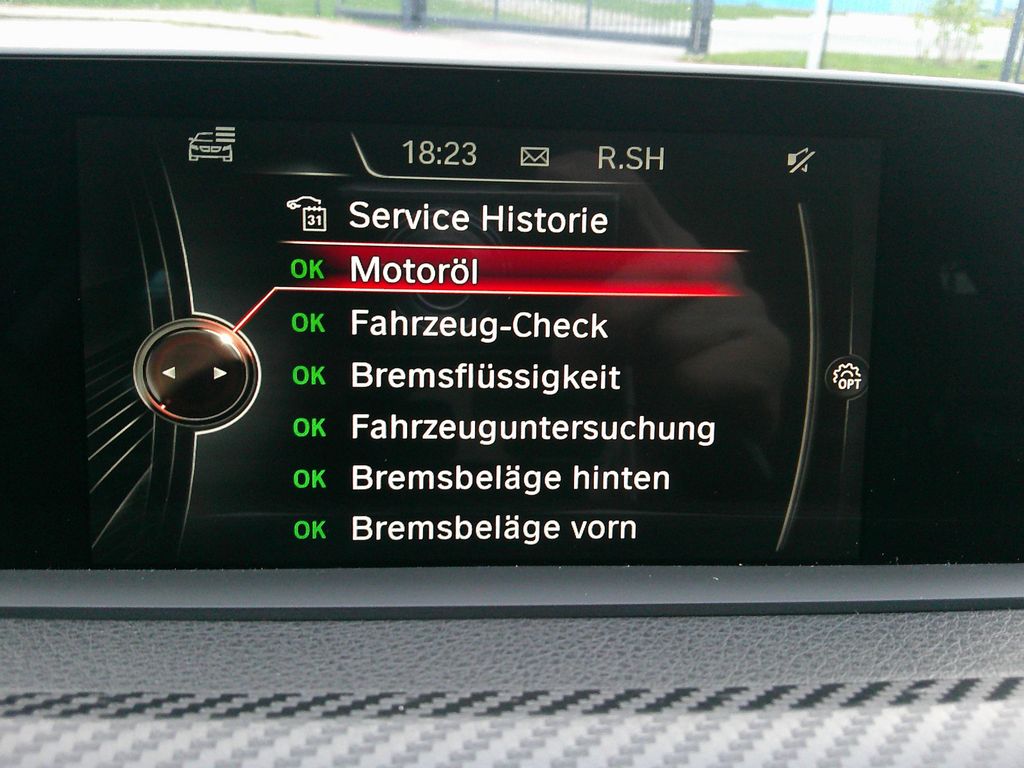 18:23 R.SH
31 Service Historie
OK Motoröl
OK Fahrzeug-Check
OK Bremsflüssigkeit
OPT
OK Fahrzeuguntersuchung
OK Bremsbeläge hinten
OK Bremsbeläge vorn